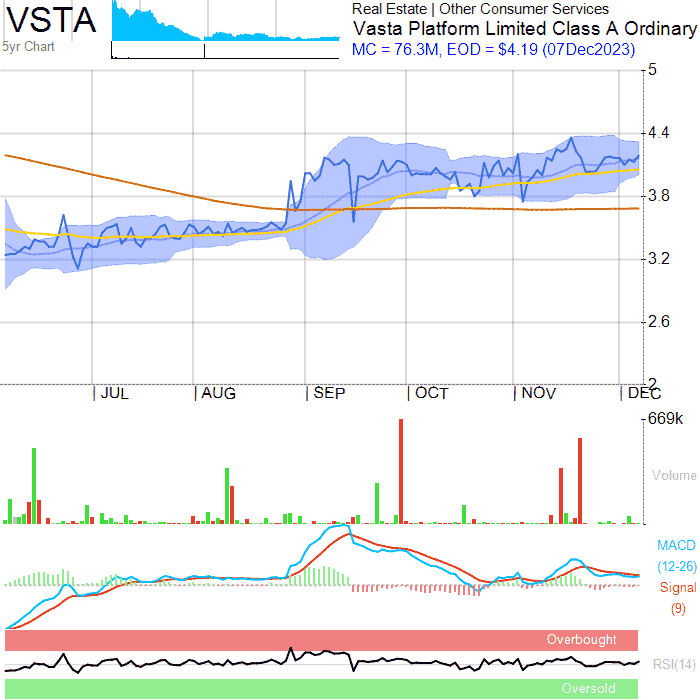 VSTA
5yr Chart
Real Estate | Other Consumer Services
Vasta Platform Limited Class A Ordinary
MC = 76.3M, EOD = $4.19 (07Dec2023)
5
4.4
3.8
3.2
2.6
2
JUL
AUG
SEP
OCT
NOV
DEC
669k
Volume
MACD
(12-26)
Signal
(9)
Overbought
RSI(14)
Oversold